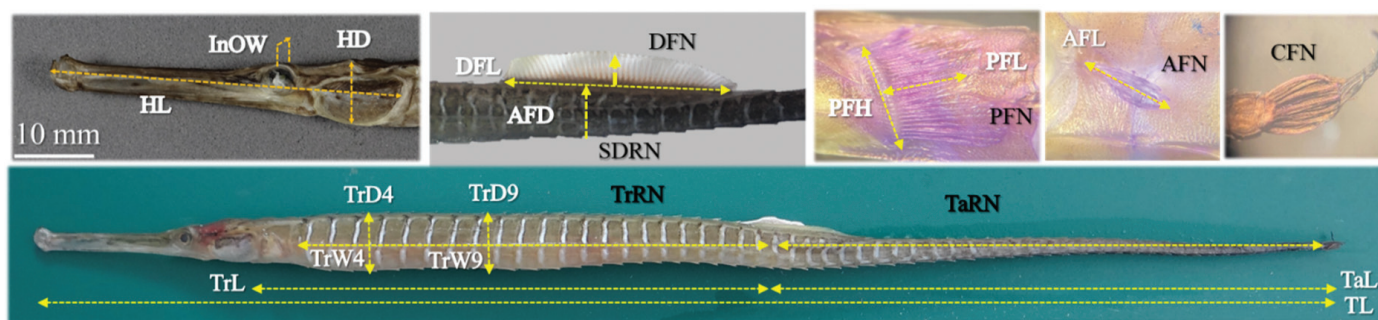 InOW
HD
HL
10 mm
DFN
DFL
AFD
SDRN
PFL
PFH
PFN
AFL
AFN
CFN
TrD4
TrD9
TrRN
TaRN
TrW4
TrW9
TrL
TaL
TL